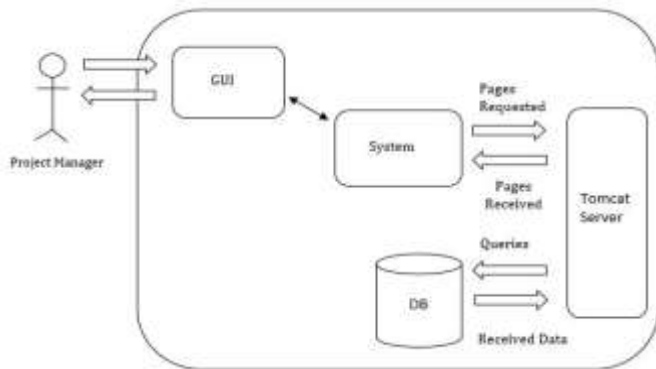 GUI
Pages
Requested
System
Project Manager
Pages
Received
Tomcat
Server
Queries
DB
Received Data